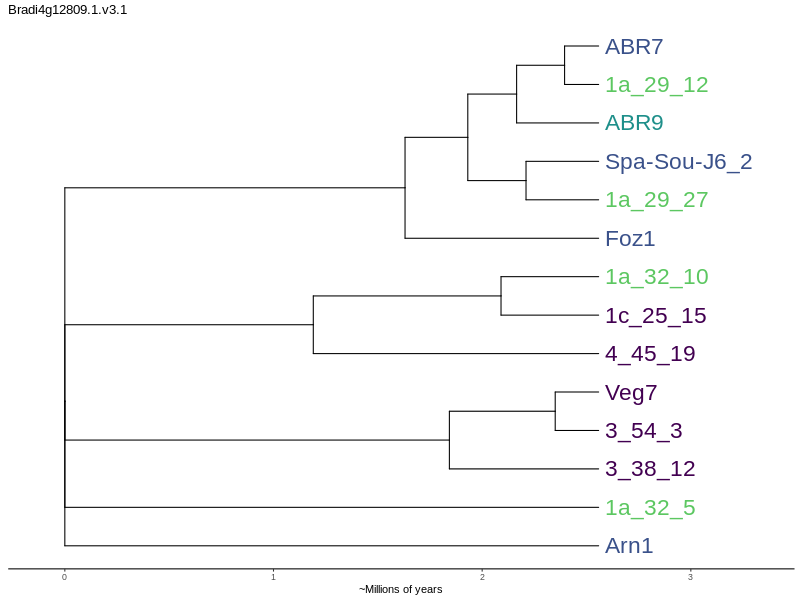 Bradi4g12809.1.v3.1
ABR7
1a_29_12
ABR9
Spa-Sou-J6_2
1a_29_27
Foz1
1a_32_10
1c_25_15
4_45_19
Veg7
3_54_3
3_38_12
1a_32_5
Arn1
0 1 2 3
~Millions of years